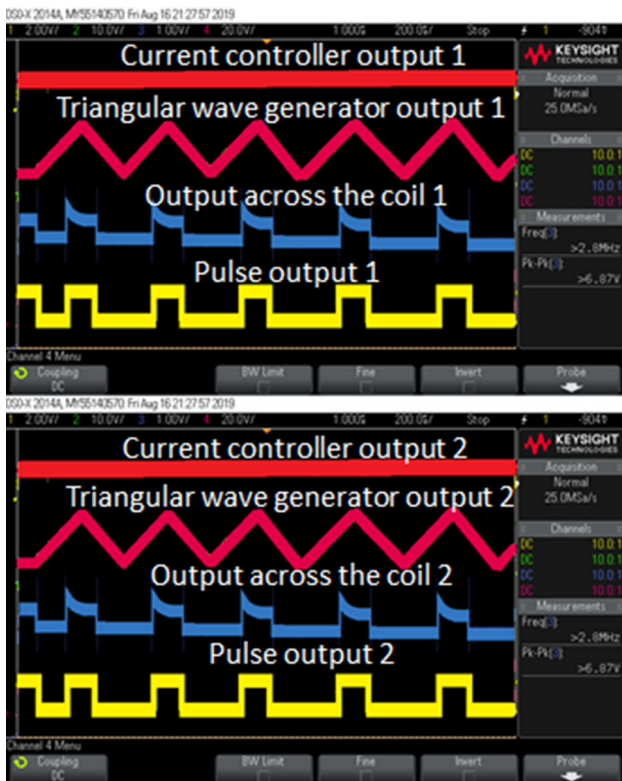 DSO-X 2014A, MY55140570: Fri Aug 16 21:27:57 2019
1 2.00V/ 2 10.0V/ 3 1.00V/ 4 20.0V/ 200.0s/ Stop 1
Current controller output 1
KEYSIGHT
TECHNOLOGIES
Acquisition
Normal
25.0MSa/s
Triangular wave generator output 1
Channels
DC 10.0:1
DC 10.0:1
DC 10.0:1
DC 10.0:1
Output across the coil 1
Measurements
Freq(3):
>2.8MHz
Pulse output 1
Pk-Pk(3):
>6.87V
Channel 4 Menu
Coupling
DC
BW Limit
Fine
Invert
Probe
DSO-X 2014A, MY55140570: Fri Aug 16 21:27:57 2019
1 2.00V/ 2 10.0V/ 3 1.00V/ 4 20.0V/ 200.0s/ Stop 1
Current controller output 2
KEYSIGHT
TECHNOLOGIES
Acquisition
Normal
25.0MSa/s
Triangular wave generator output 2
Channels
DC 10.0:1
DC 10.0:1
DC 10.0:1
DC 10.0:1
Output across the coil 2
Measurements
Freq(3):
>2.8MHz
Pulse output 2
Pk-Pk(3):
>6.87V
Channel 4 Menu
Coupling
DC
BW Limit
Fine
Invert
Probe